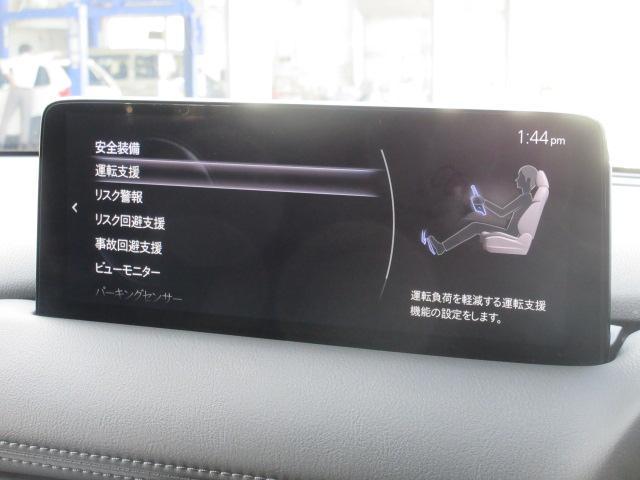 1:44pm
安全装備
運転支援
リスク警報
リスク回避支援
事故回避支援
ビューモニター
パーキングセンサー
運転負荷を軽減する運転支援
機能の設定をします。